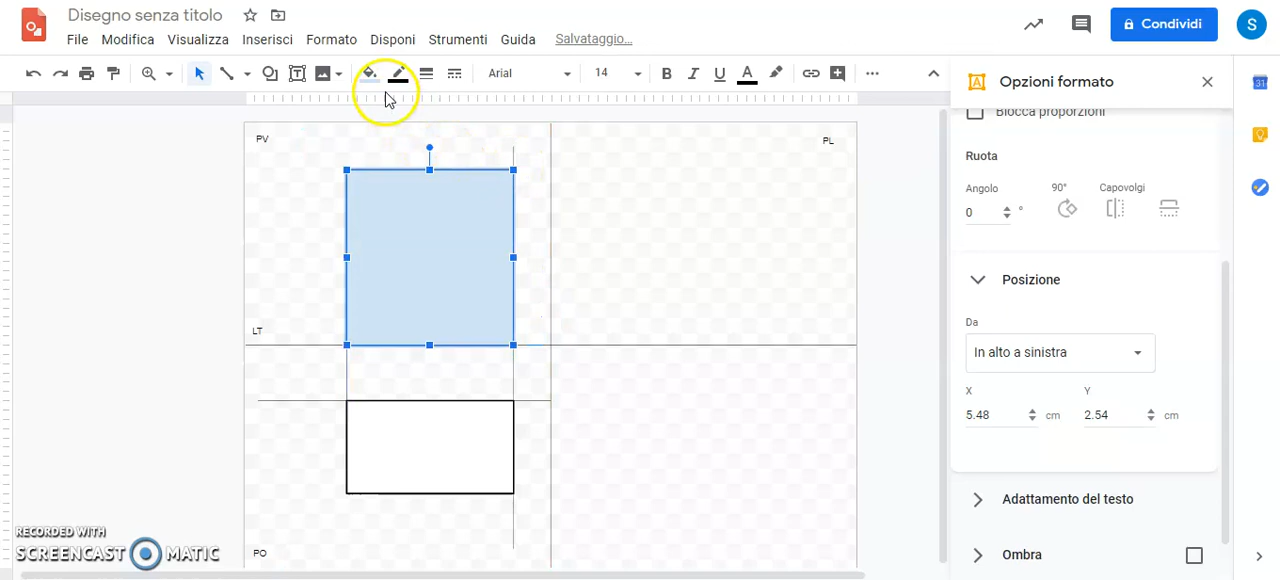 Disegno senza titolo
File Modifica Visualizza Inserisci Formato Disponi Strumenti Guida Salvataggio...
Condividi
S
Arial 14 B I U A
Opzioni formato
31
Blocca proporzioni
Ruota
Angolo 90° Capovolgi
0 °
Posizione
Da
In alto a sinistra
X Y
5.48 cm 2.54 cm
Adattamento del testo
Ombra
PV PL
LT
PO
RECORDED WITH
SCREENCAST MATIC